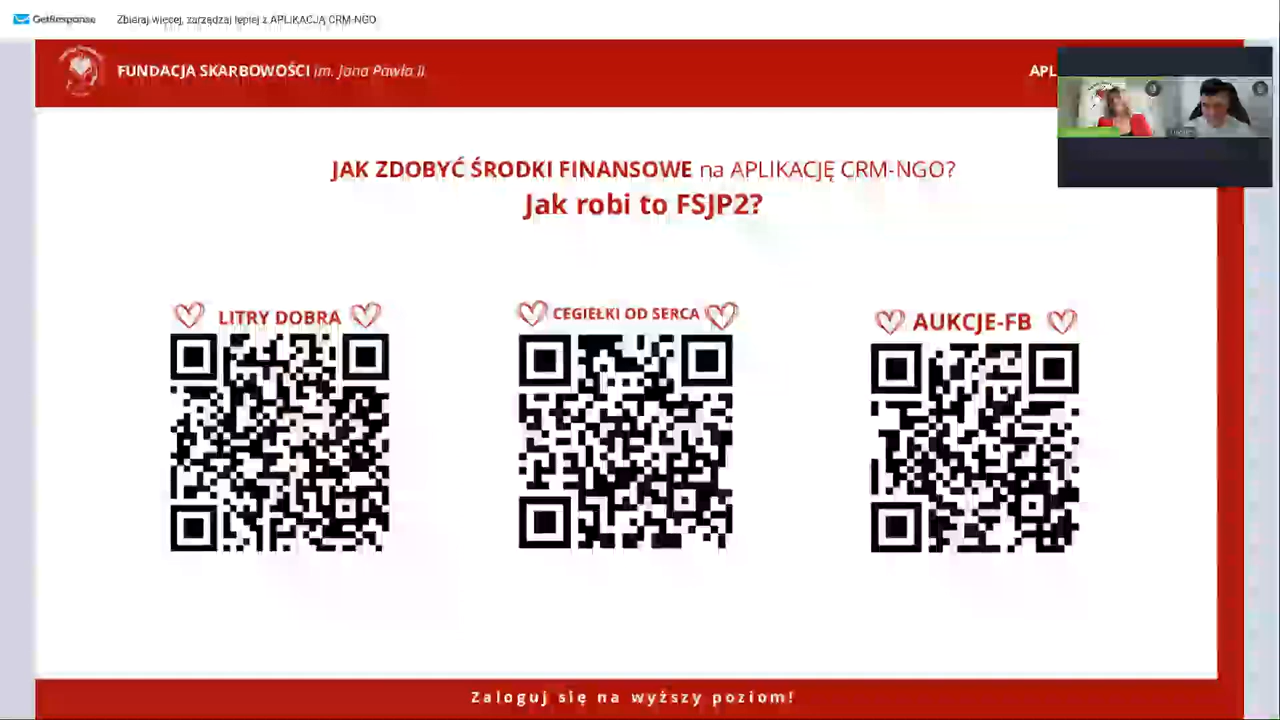 GetResponse Zbieraj więcej, zarządzaj lepiej z APLIKACJĄ CRM-NGO
FUNDACJA SKARBOWOŚCI im. Jana Pawła II
APL
JAK ZDOBYĆ ŚRODKI FINANSOWE na APLIKACJĘ CRM-NGO?
Jak robi to FSJP2?
LITRY DOBRA
CEGIEŁKI OD SERCA
AUKCJE-FB
Zaloguj się na wyższy poziom!